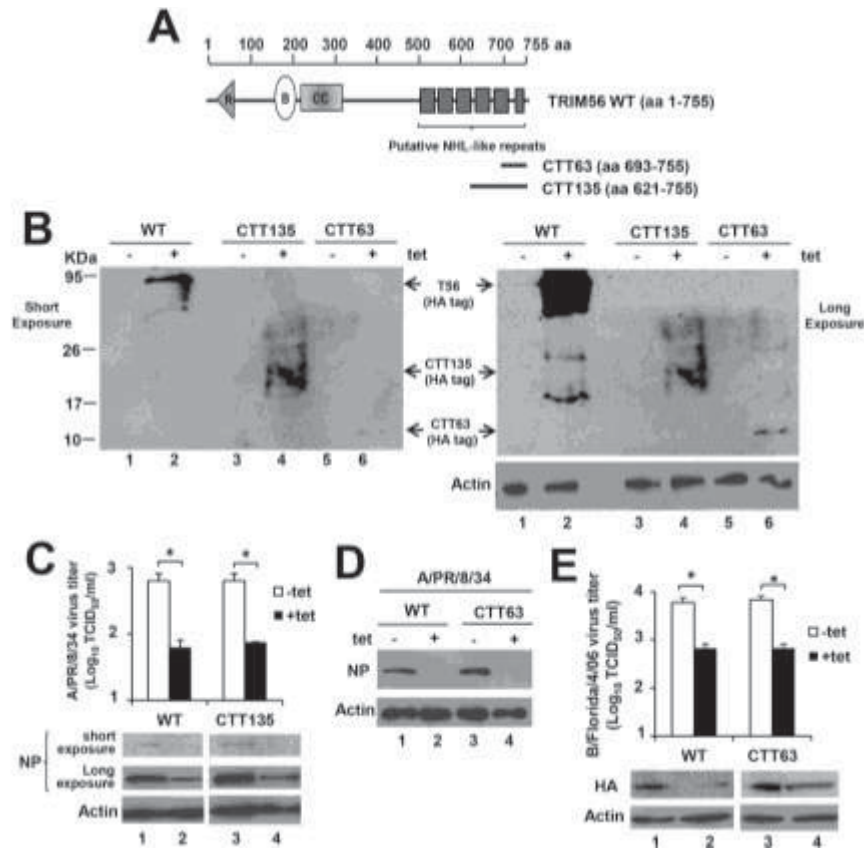 A
1 100 200 300 400 500 600 700 755 aa
R B CC
TRIM56 WT (aa 1-755)
Putative NHL-like repeats
CTT63 (aa 693-755)
CTT135 (aa 621-755)
B
WT CTT135 CTT63
KDa - + - + - + tet
95
Short Exposure
26
17
10
1 2 3 4 5 6
T56
(HA tag)
CTT135
(HA tag)
CTT63
(HA tag)
WT CTT135 CTT63
- + - + - +
Long Exposure
Actin
1 2 3 4 5 6
C
A/PR/8/34 virus titer
(Log10 TCID50/ml)
3
2
1
* *
-tet
+tet
WT CTT135
NP
short exposure
Long exposure
Actin
1 2 3 4
D
A/PR/8/34
WT CTT63
tet - + - +
NP
Actin
1 2 3 4
E
B/Florida/4/06 virus titer
(Log10 TCID50/ml)
4
3
2
1
* *
-tet
+tet
WT CTT63
HA
Actin
1 2 3 4